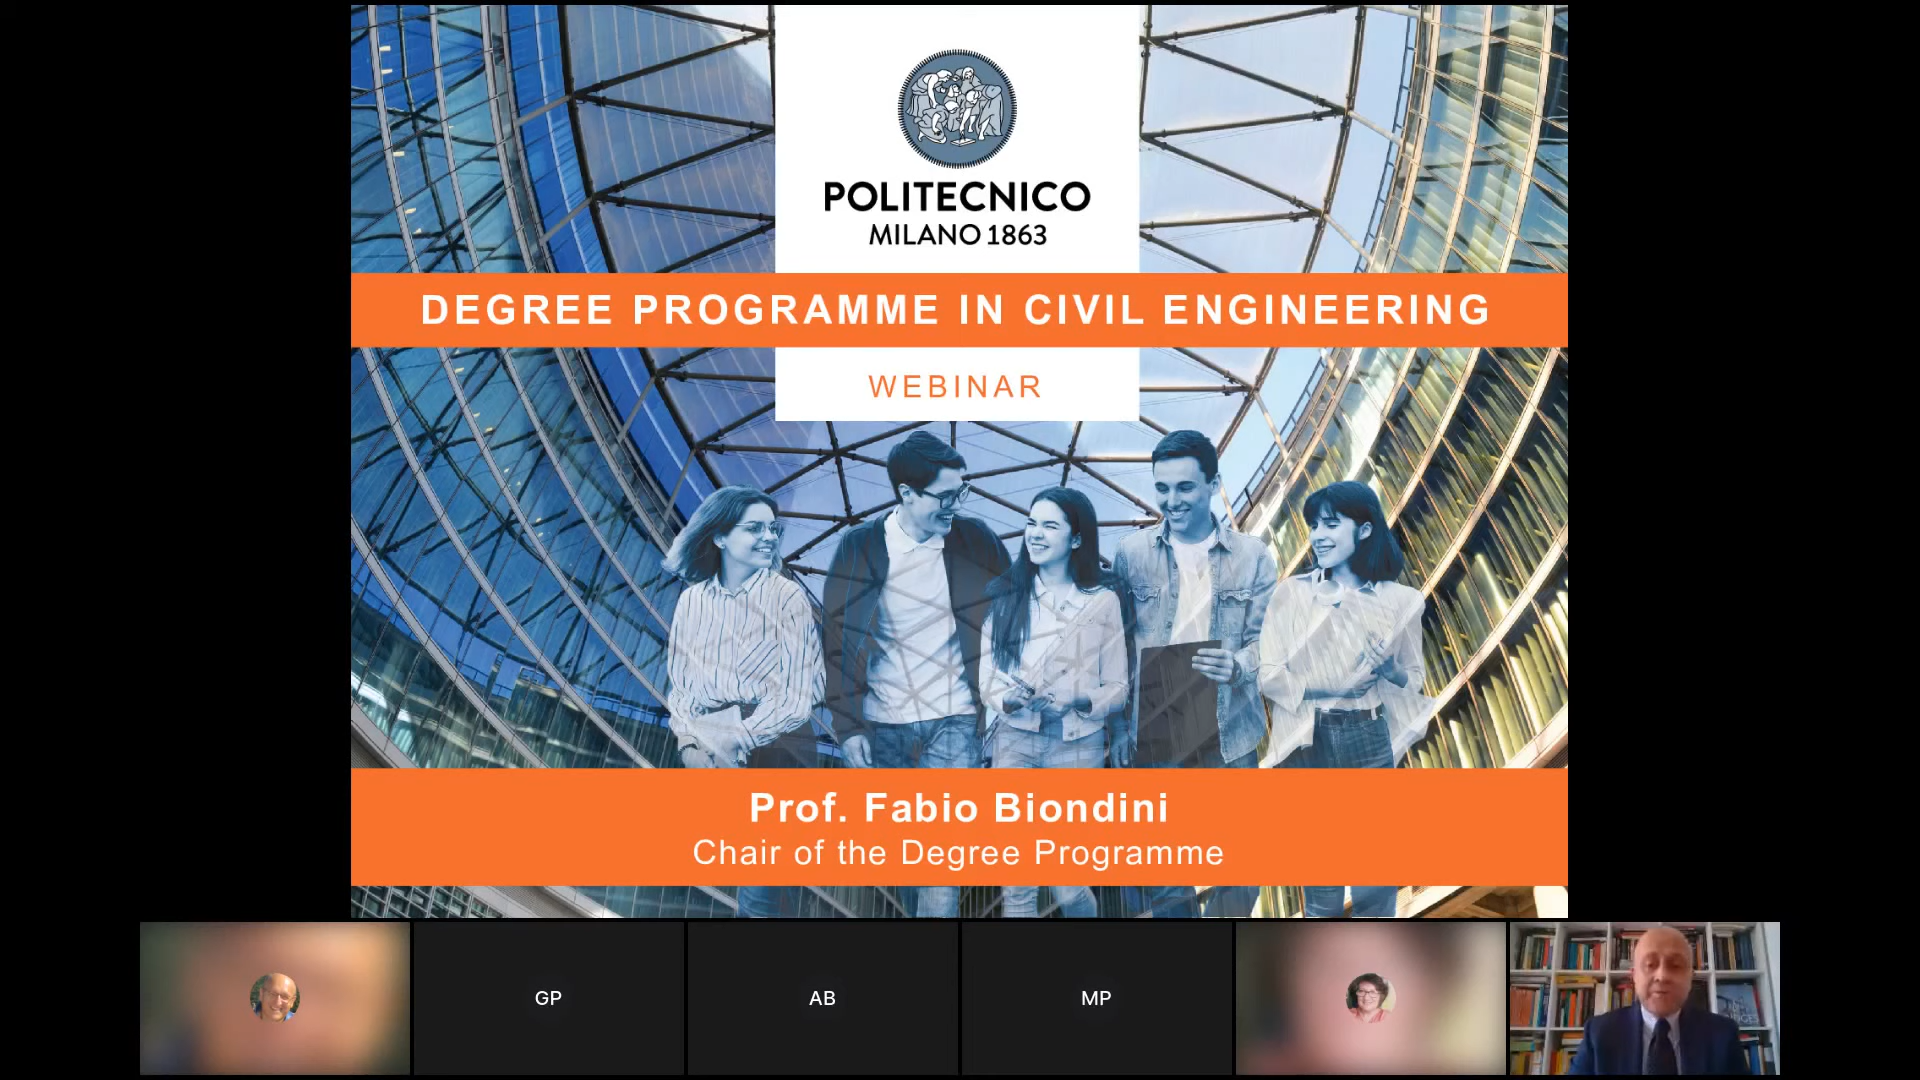 POLITECNICO
MILANO 1863
DEGREE PROGRAMME IN CIVIL ENGINEERING
WEBINAR
Prof. Fabio Biondini
Chair of the Degree Programme
GP
AB
MP